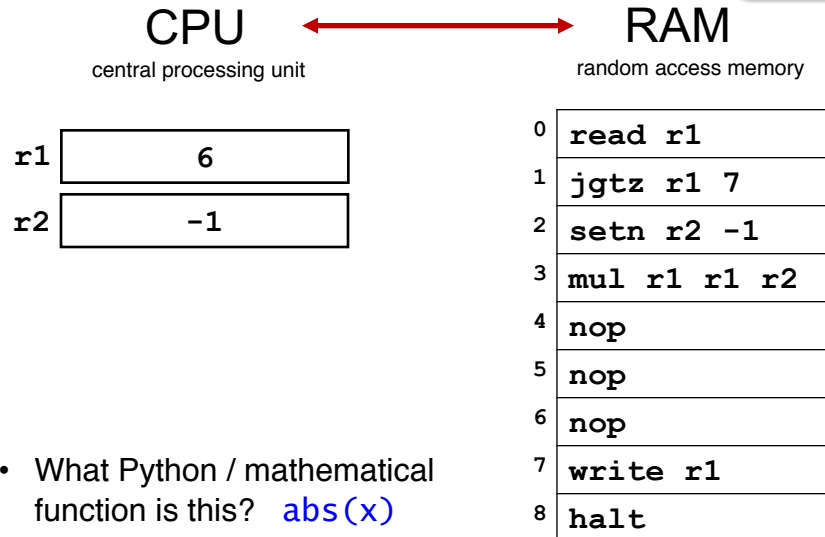 CPU
central processing unit
RAM
random access memory
r1 6
r2 -1
0 read r1
1 jgtz r1 7
2 setn r2 -1
3 mul r1 r1 r2
4 nop
5 nop
6 nop
7 write r1
8 halt
• What Python / mathematical
function is this? abs(x)